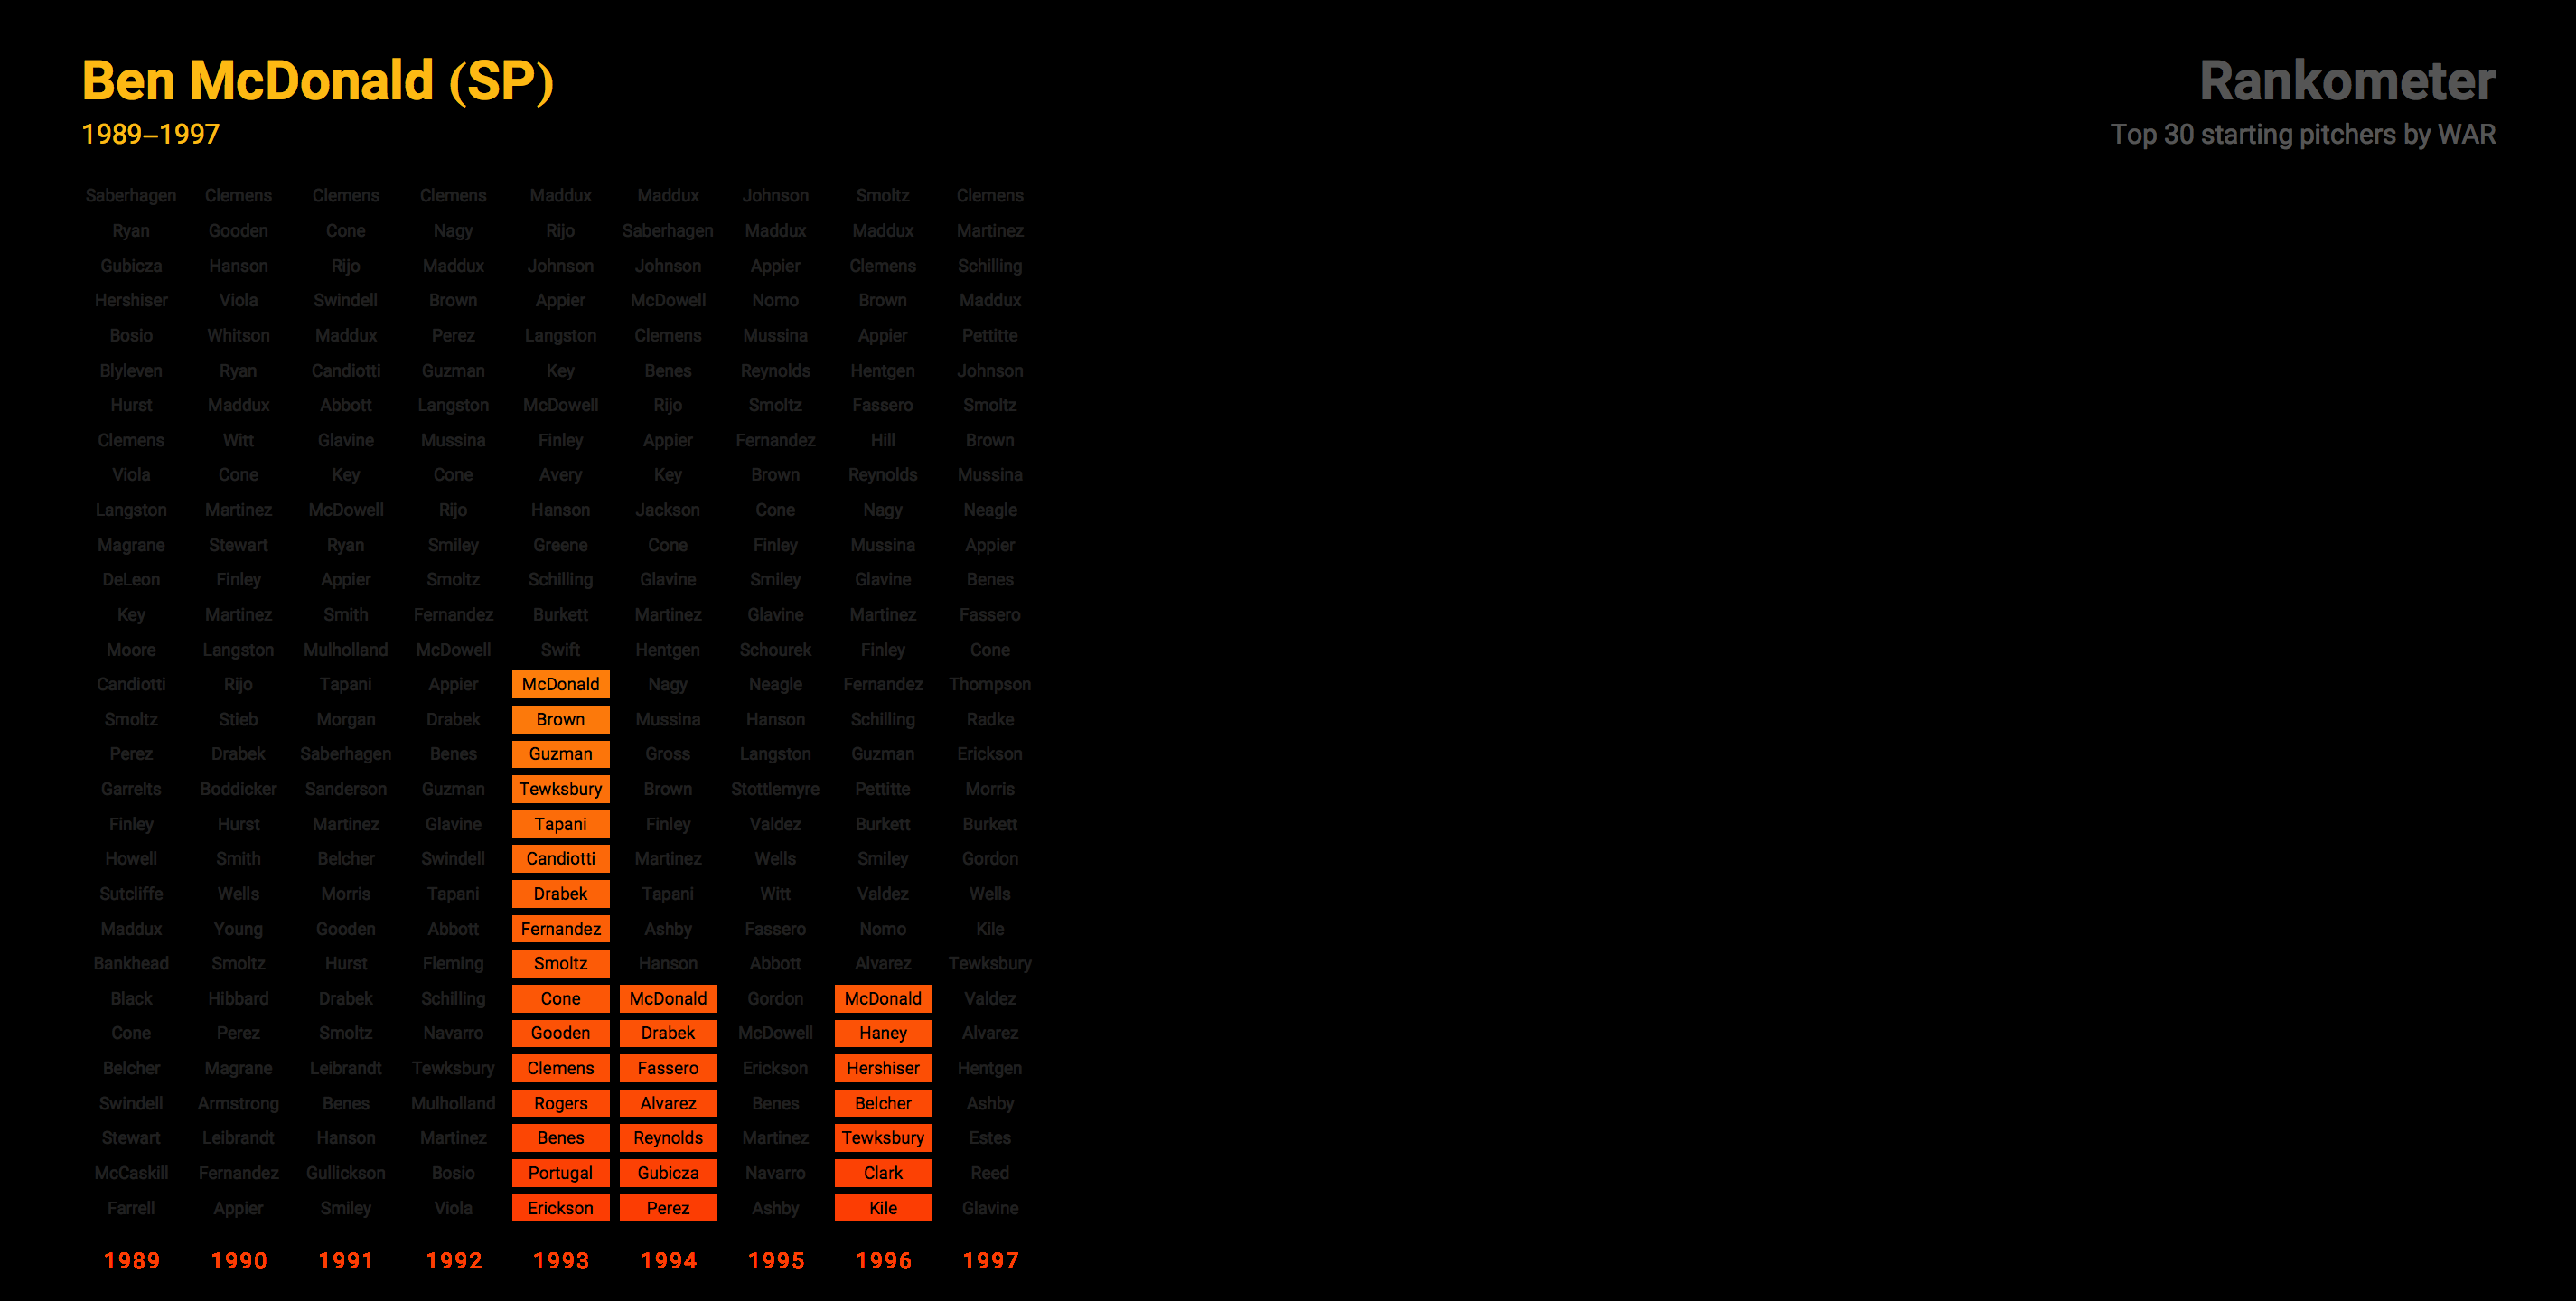 Ben McDonald (SP)
1989–1997
Rankometer
Top 30 starting pitchers by WAR
Saberhagen Clemens Clemens Clemens Maddux Maddux Johnson Smoltz Clemens
Ryan Gooden Cone Nagy Rijo Saberhagen Maddux Maddux Martinez
Gubicza Hanson Rijo Maddux Johnson Johnson Appier Clemens Schilling
Hershiser Viola Swindell Brown Appier McDowell Nomo Brown Maddux
Bosio Whitson Maddux Perez Langston Clemens Mussina Appier Pettitte
Blyleven Ryan Candiotti Guzman Key Benes Reynolds Hentgen Johnson
Hurst Maddux Abbott Langston McDowell Rijo Smoltz Fassero Smoltz
Clemens Witt Glavine Mussina Finley Appier Fernandez Hill Brown
Viola Cone Key Cone Avery Key Brown Reynolds Mussina
Langston Martinez McDowell Rijo Hanson Jackson Cone Nagy Neagle
Magrane Stewart Ryan Smiley Greene Cone Finley Mussina Appier
DeLeon Finley Appier Smoltz Schilling Glavine Smiley Glavine Benes
Key Martinez Smith Fernandez Burkett Martinez Glavine Martinez Fassero
Moore Langston Mulholland McDowell Swift Hentgen Schourek Finley Cone
Candiotti Rijo Tapani Appier McDonald Nagy Neagle Fernandez Thompson
Smoltz Stieb Morgan Drabek Brown Mussina Hanson Schilling Radke
Perez Drabek Saberhagen Benes Guzman Gross Langston Guzman Erickson
Garrelts Boddicker Sanderson Guzman Tewksbury Brown Stottlemyre Pettitte Morris
Finley Hurst Martinez Glavine Tapani Finley Valdez Burkett Burkett
Howell Smith Belcher Swindell Candiotti Martinez Wells Smiley Gordon
Sutcliffe Wells Morris Tapani Drabek Tapani Witt Valdez Wells
Maddux Young Gooden Abbott Fernandez Ashby Fassero Nomo Kile
Bankhead Smoltz Hurst Fleming Smoltz Hanson Abbott Alvarez Tewksbury
Black Hibbard Drabek Schilling Cone McDonald Gordon McDonald Valdez
Cone Perez Smoltz Navarro Gooden Drabek McDowell Haney Alvarez
Belcher Magrane Leibrandt Tewksbury Clemens Fassero Erickson Hershiser Hentgen
Swindell Armstrong Benes Mulholland Rogers Alvarez Benes Belcher Ashby
Stewart Leibrandt Hanson Martinez Benes Reynolds Martinez Tewksbury Estes
McCaskill Fernandez Gullickson Bosio Portugal Gubicza Navarro Clark Reed
Farrell Appier Smiley Viola Erickson Perez Ashby Kile Glavine
1989 1990 1991 1992 1993 1994 1995 1996 1997